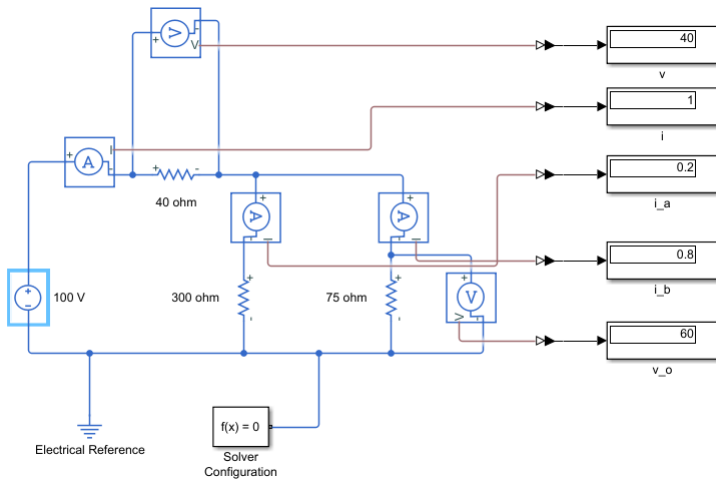 V
V
40
v
I
1
i
A
0.2
i_a
40 ohm
A
A
I
I
0.8
i_b
100 V
300 ohm
75 ohm
V
V
60
v_o
f(x) = 0
Electrical Reference
Solver
Configuration